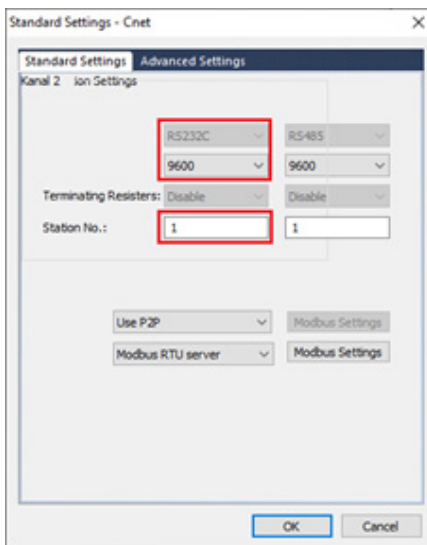 Standard Settings - Cnet
Standard Settings Advanced Settings
Kanal 2 ion Settings
RS232C RS485
9600 9600
Terminating Resisters: Disable Disable
Station No.: 1 1
Use P2P Modbus Settings
Modbus RTU server Modbus Settings
OK Cancel